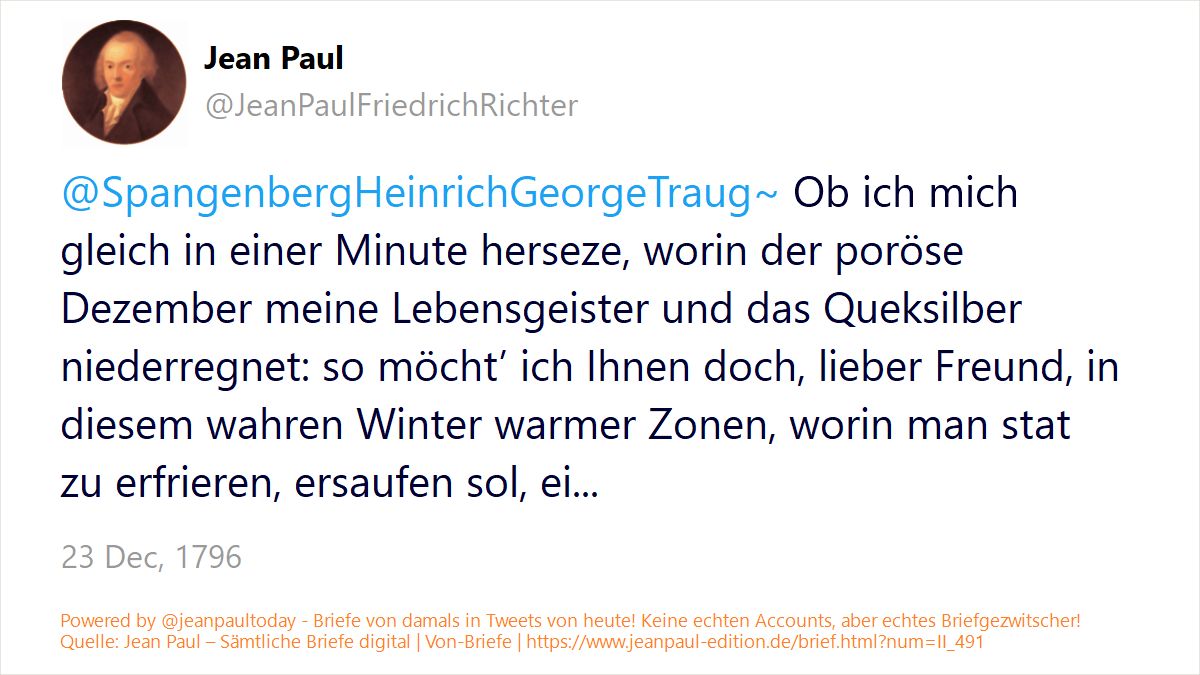 Jean Paul
@JeanPaulFriedrichRichter
@SpangenbergHeinrichGeorgeTraug~ Ob ich mich
gleich in einer Minute herseze, worin der poröse
Dezember meine Lebensgeister und das Queksilber
niederregnet: so möcht’ ich Ihnen doch, lieber Freund, in
diesem wahren Winter warmer Zonen, worin man stat
zu erfrieren, ersaufen sol, ei...
23 Dec, 1796
Powered by @jeanpaultoday - Briefe von damals in Tweets von heute! Keine echten Accounts, aber echtes Briefgezwitscher!
Quelle: Jean Paul – Sämtliche Briefe digital | Von-Briefe | https://www.jeanpaul-edition.de/brief.html?num=II_491